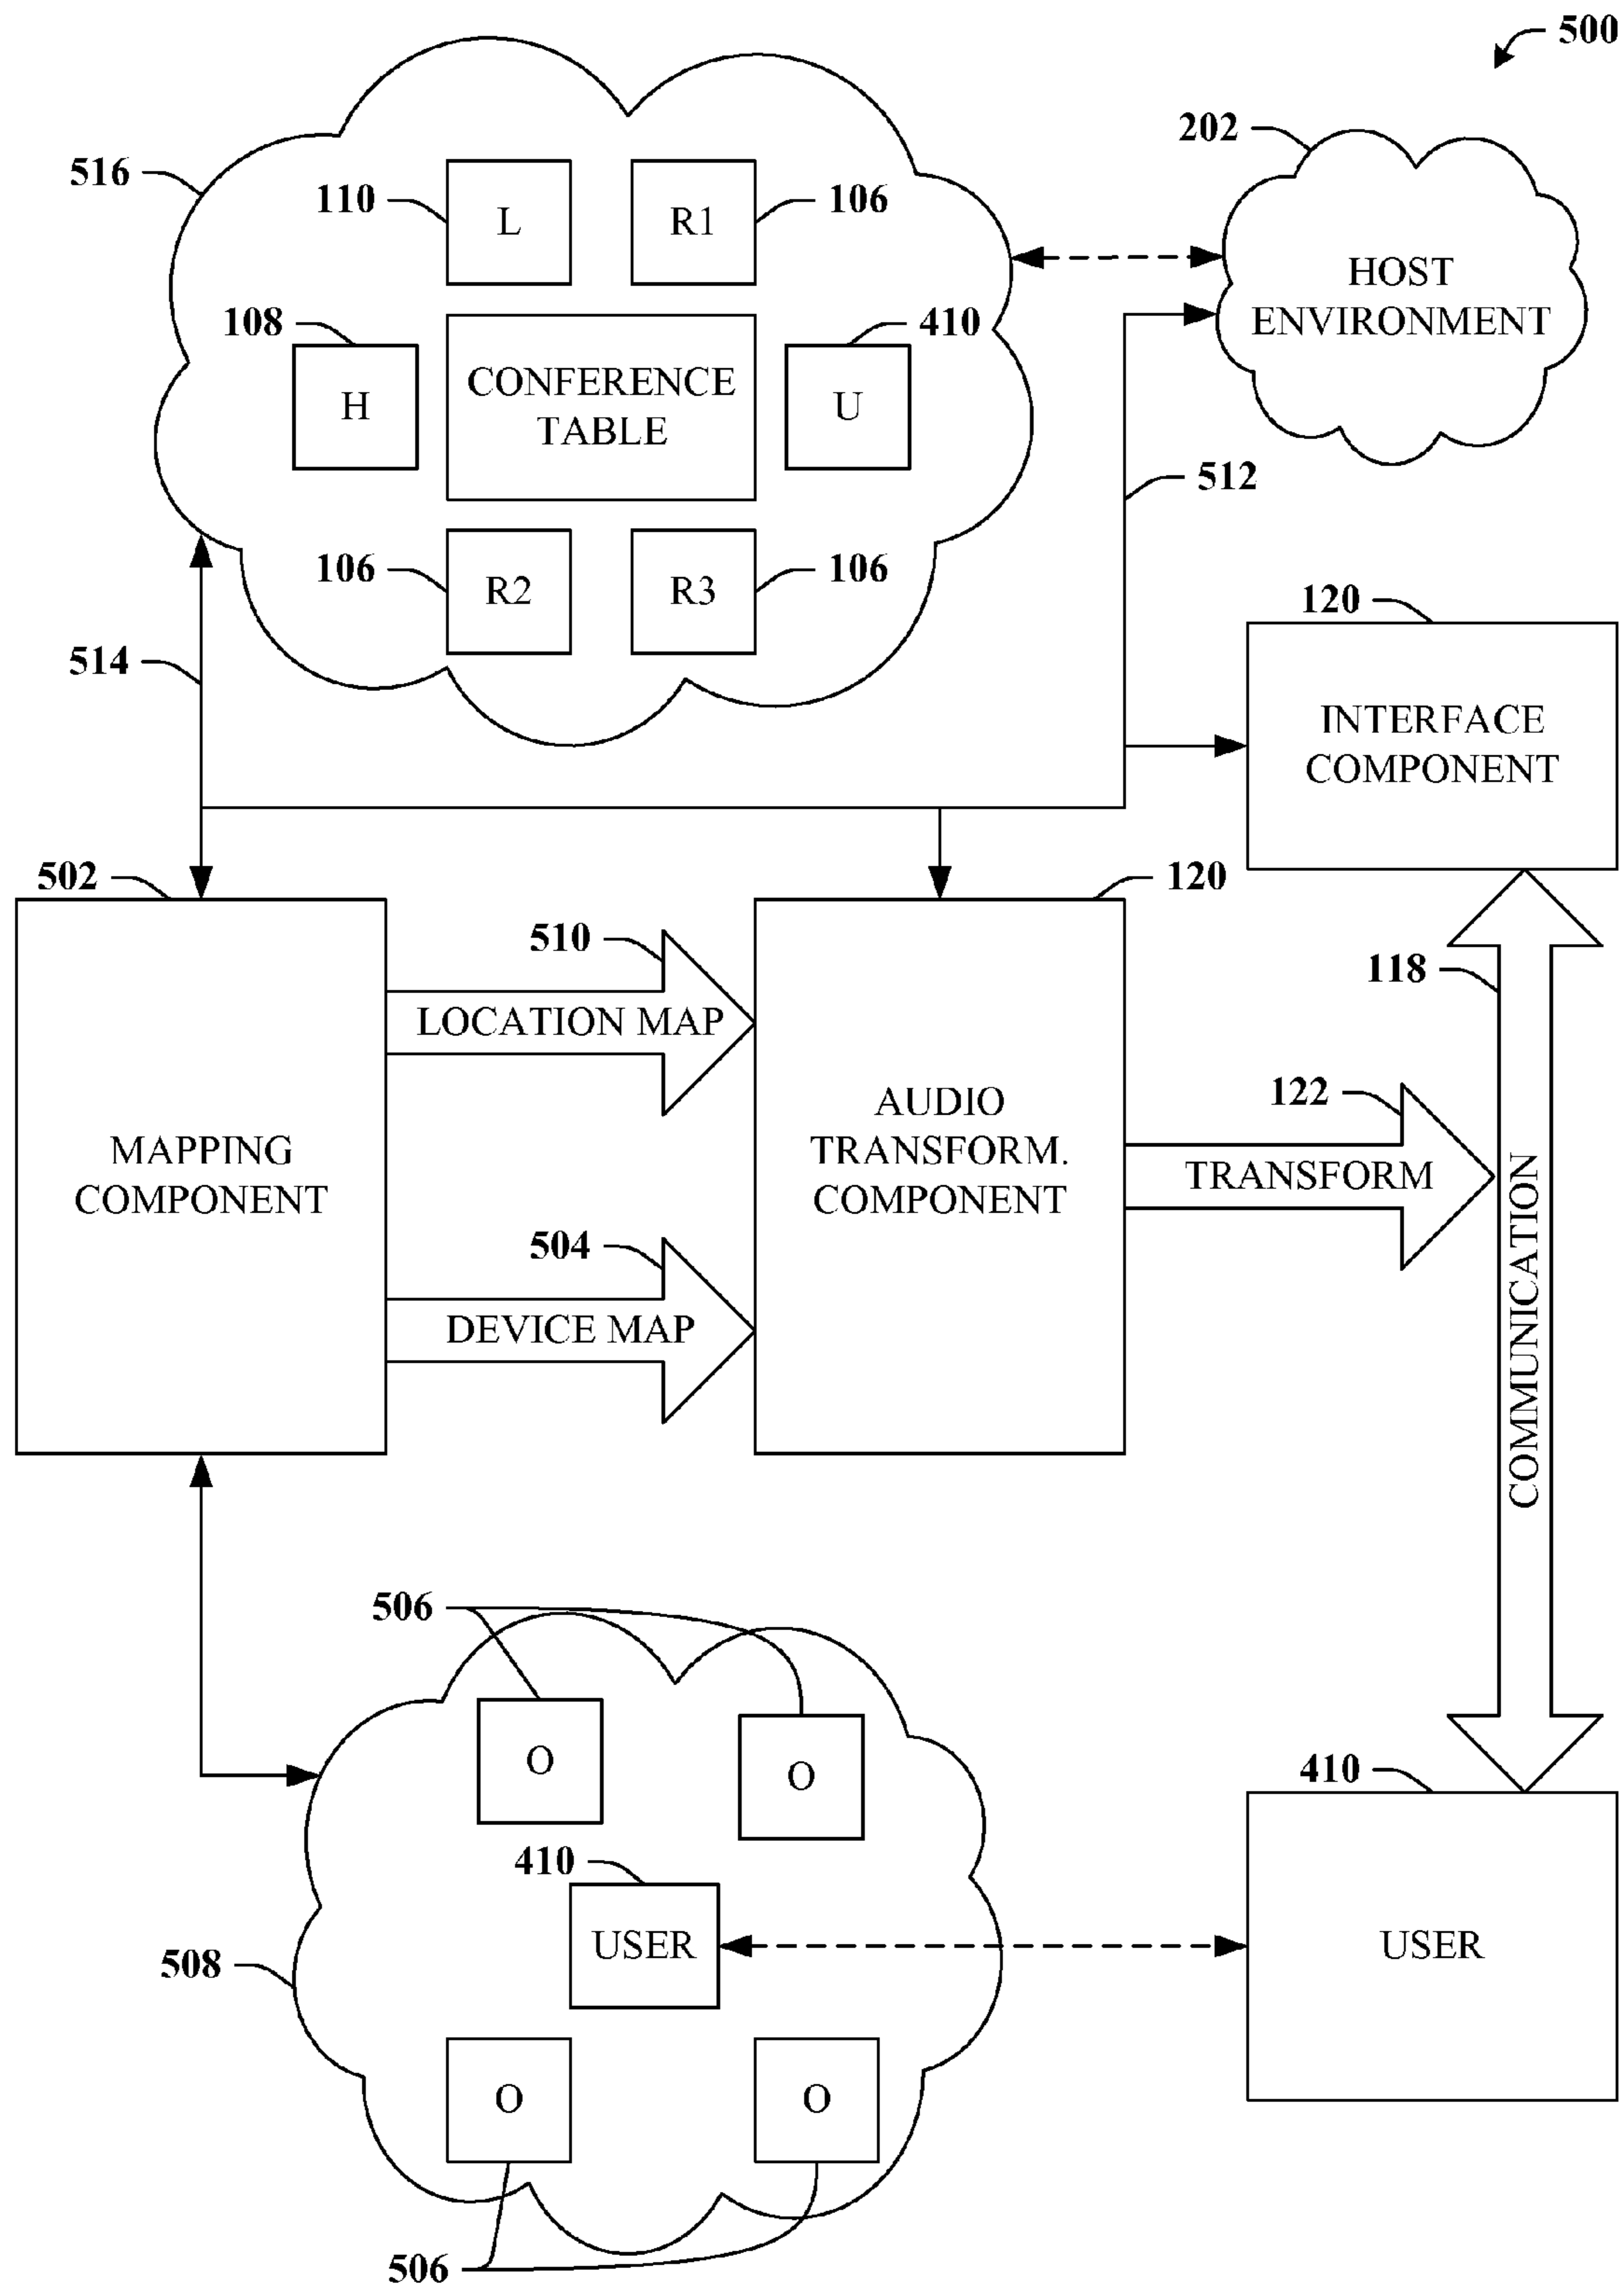 500
202
516
110
L
R1
106
HOST
ENVIRONMENT
108
H
CONFERENCE
TABLE
410
U
512
106
R2
R3
106
514
120
INTERFACE
COMPONENT
502
120
510
LOCATION MAP
118
MAPPING
COMPONENT
AUDIO
TRANSFORM.
COMPONENT
122
TRANSFORM
504
DEVICE MAP
COMMUNICATION
506
O
O
410
USER
410
USER
508
O
O
506